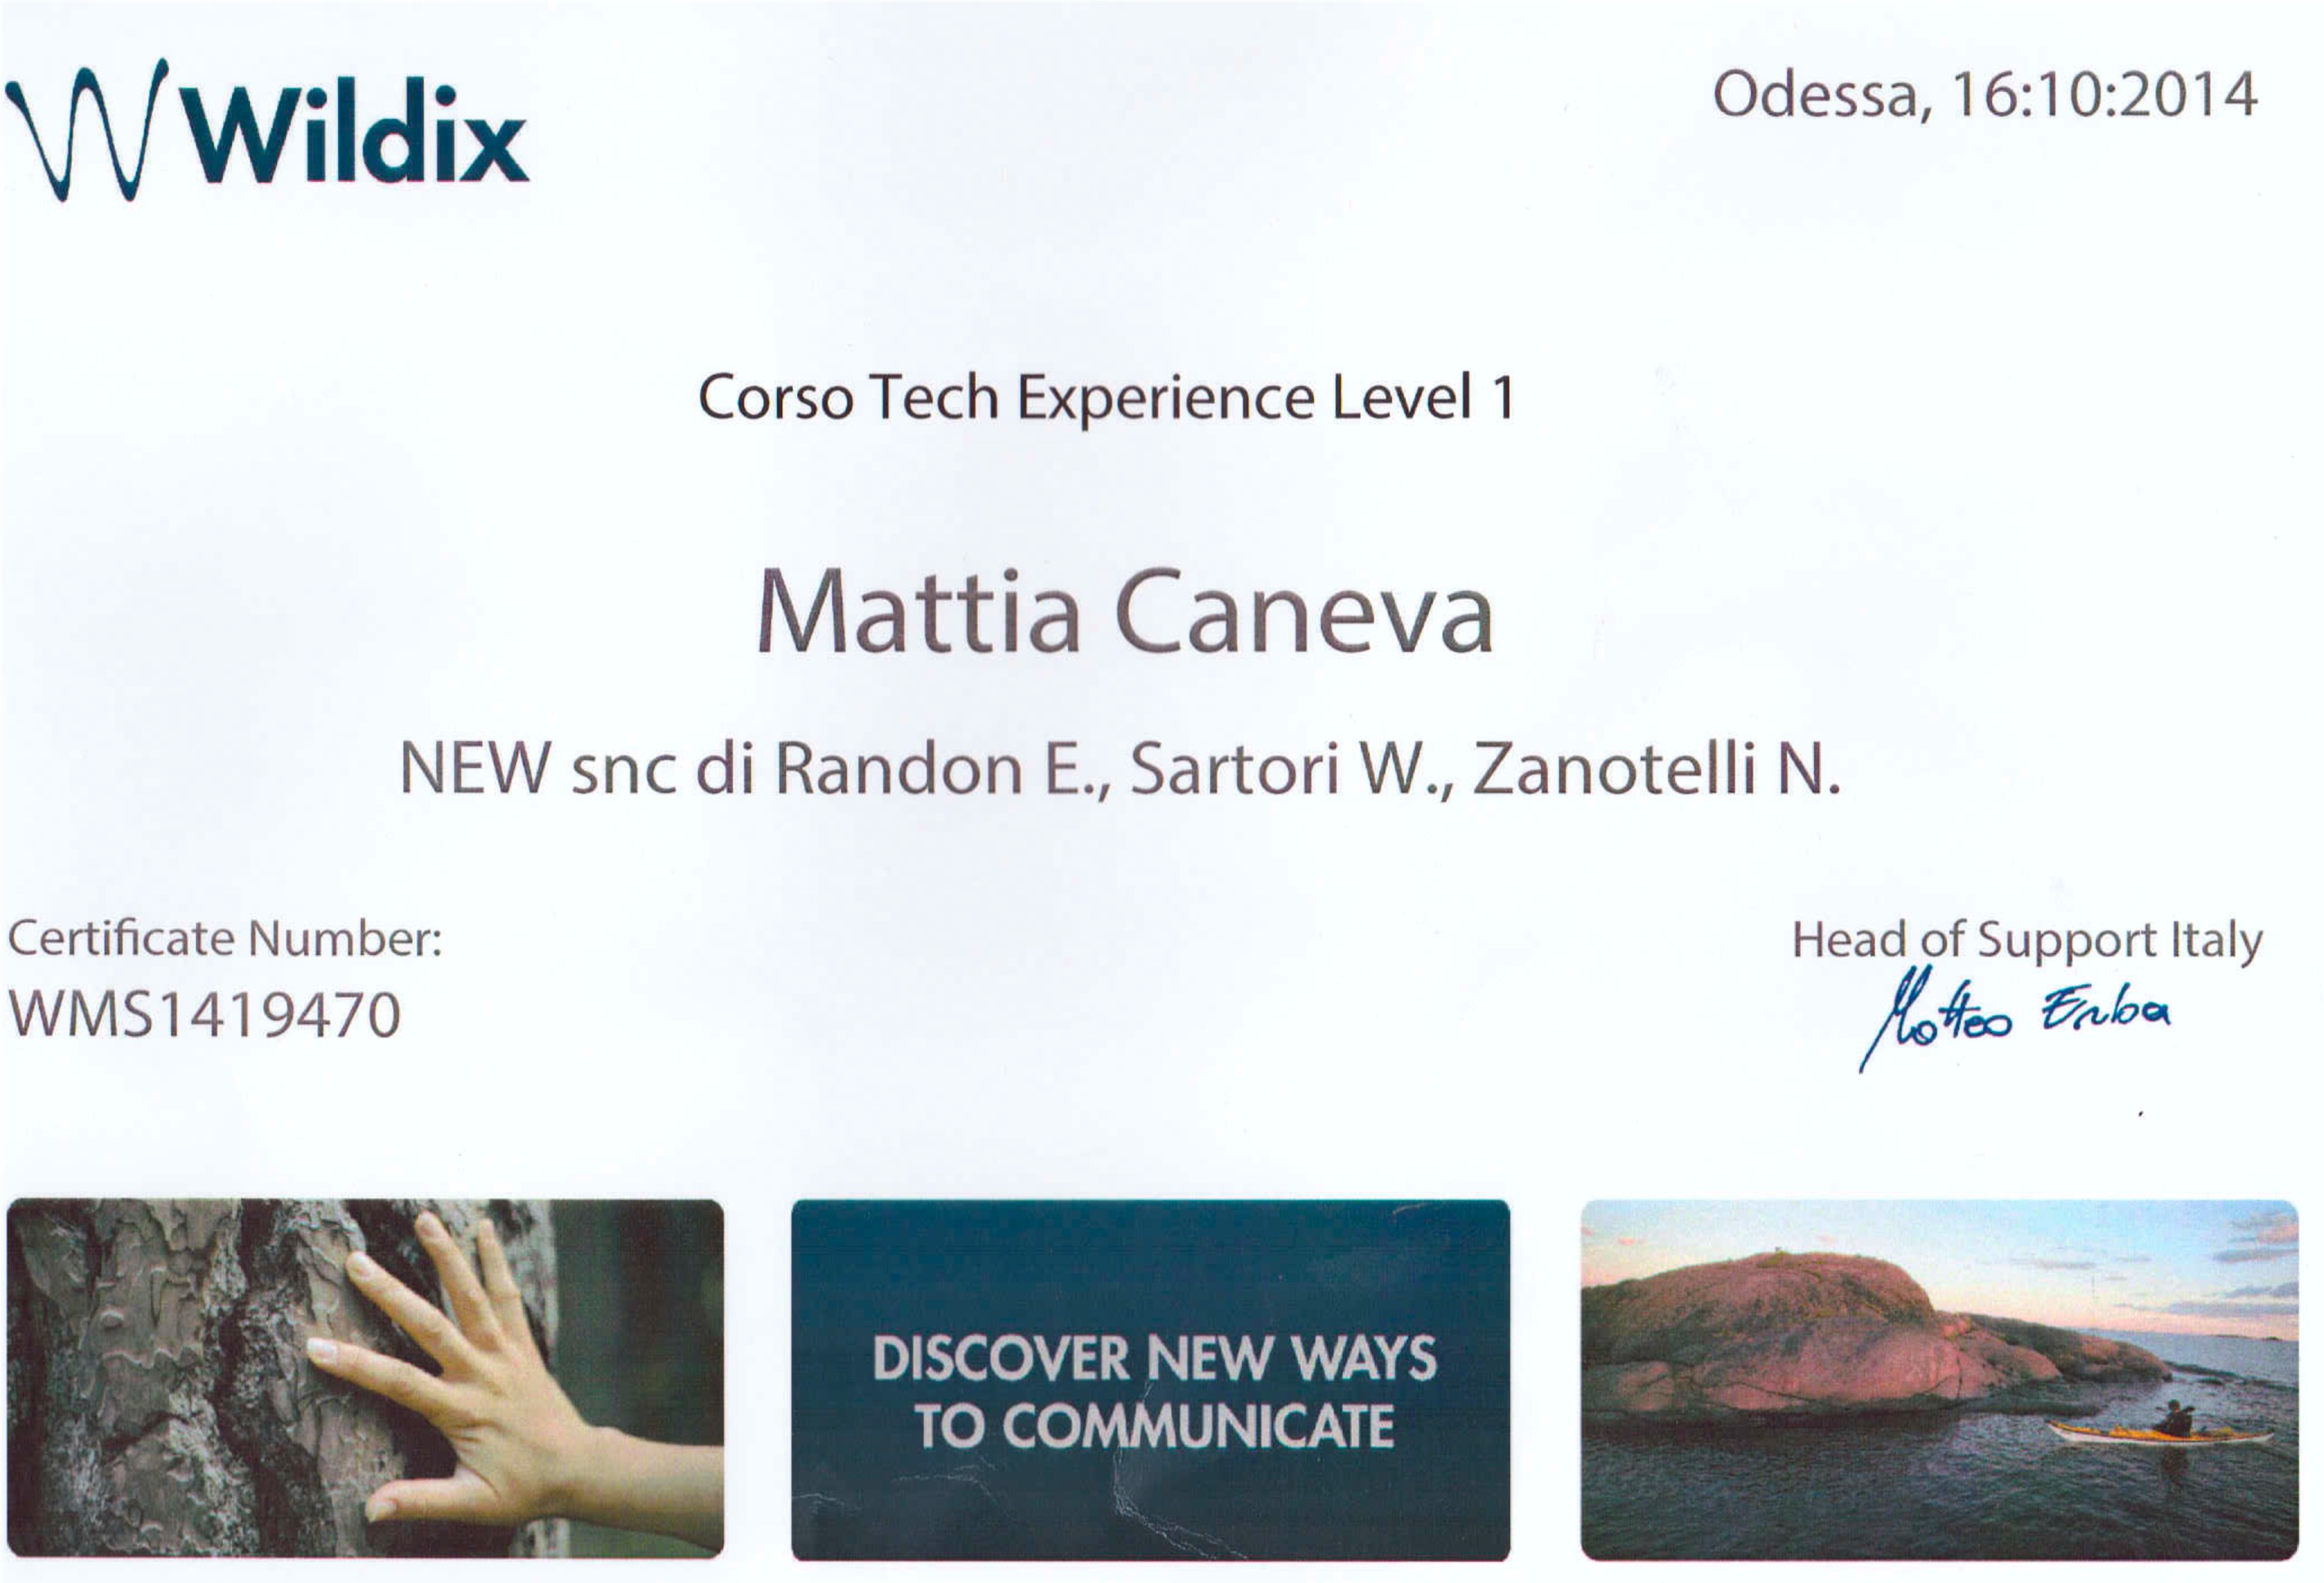 Wildix
Odessa, 16:10:2014
Corso Tech Experience Level 1
Mattia Caneva
NEW snc di Randon E., Sartori W., Zanotelli N.
Certificate Number:
WMS1419470
Head of Support Italy
Matteo Erba
DISCOVER NEW WAYS
TO COMMUNICATE